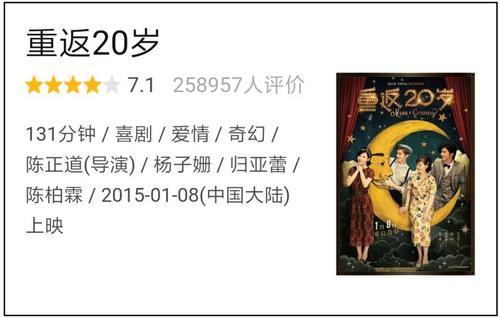 重返20岁
7.1 258957人评价
131分钟 / 喜剧 / 爱情 / 奇幻 /
陈正道(导演) / 杨子姗 / 归亚蕾 /
陈柏霖 / 2015-01-08(中国大陆)
上映
重返20岁
Miss Granny
1月8日